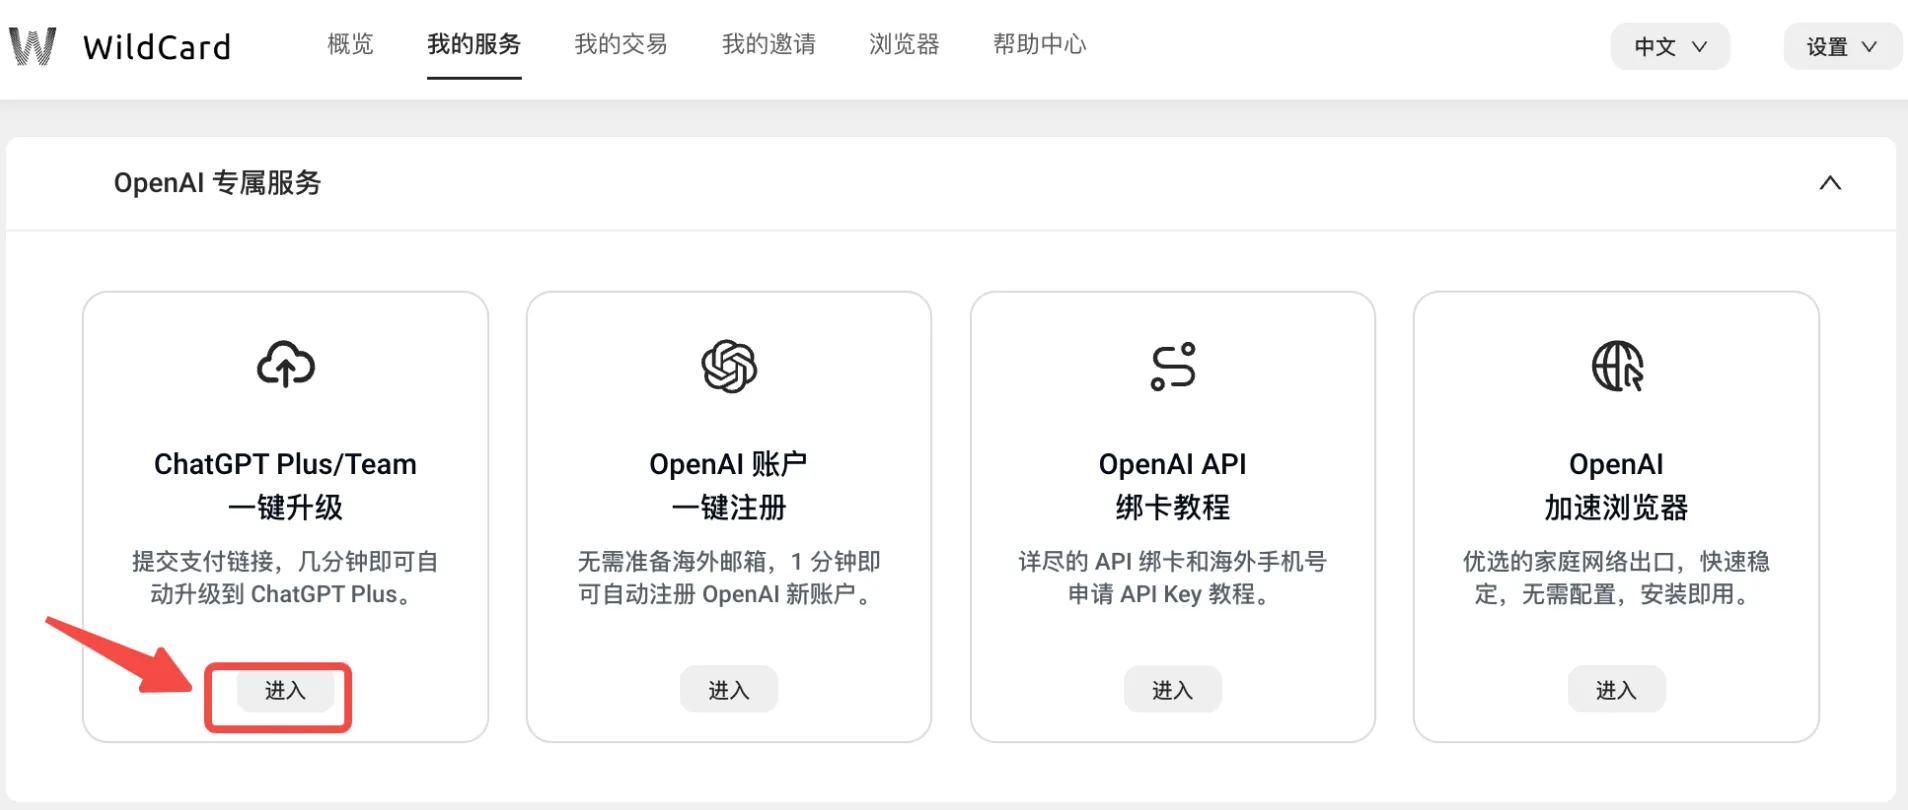 W WildCard
概览
我的服务
我的交易
我的邀请
浏览器
帮助中心
中文
设置
OpenAI 专属服务
ChatGPT Plus/Team
一键升级
提交支付链接，几分钟即可自
动升级到 ChatGPT Plus。
进入
OpenAI 账户
一键注册
无需准备海外邮箱，1 分钟即
可自动注册 OpenAI 新账户。
进入
OpenAI API
绑卡教程
详尽的 API 绑卡和海外手机号
申请 API Key 教程。
进入
OpenAI
加速浏览器
优选的家庭网络出口，快速稳
定，无需配置，安装即用。
进入